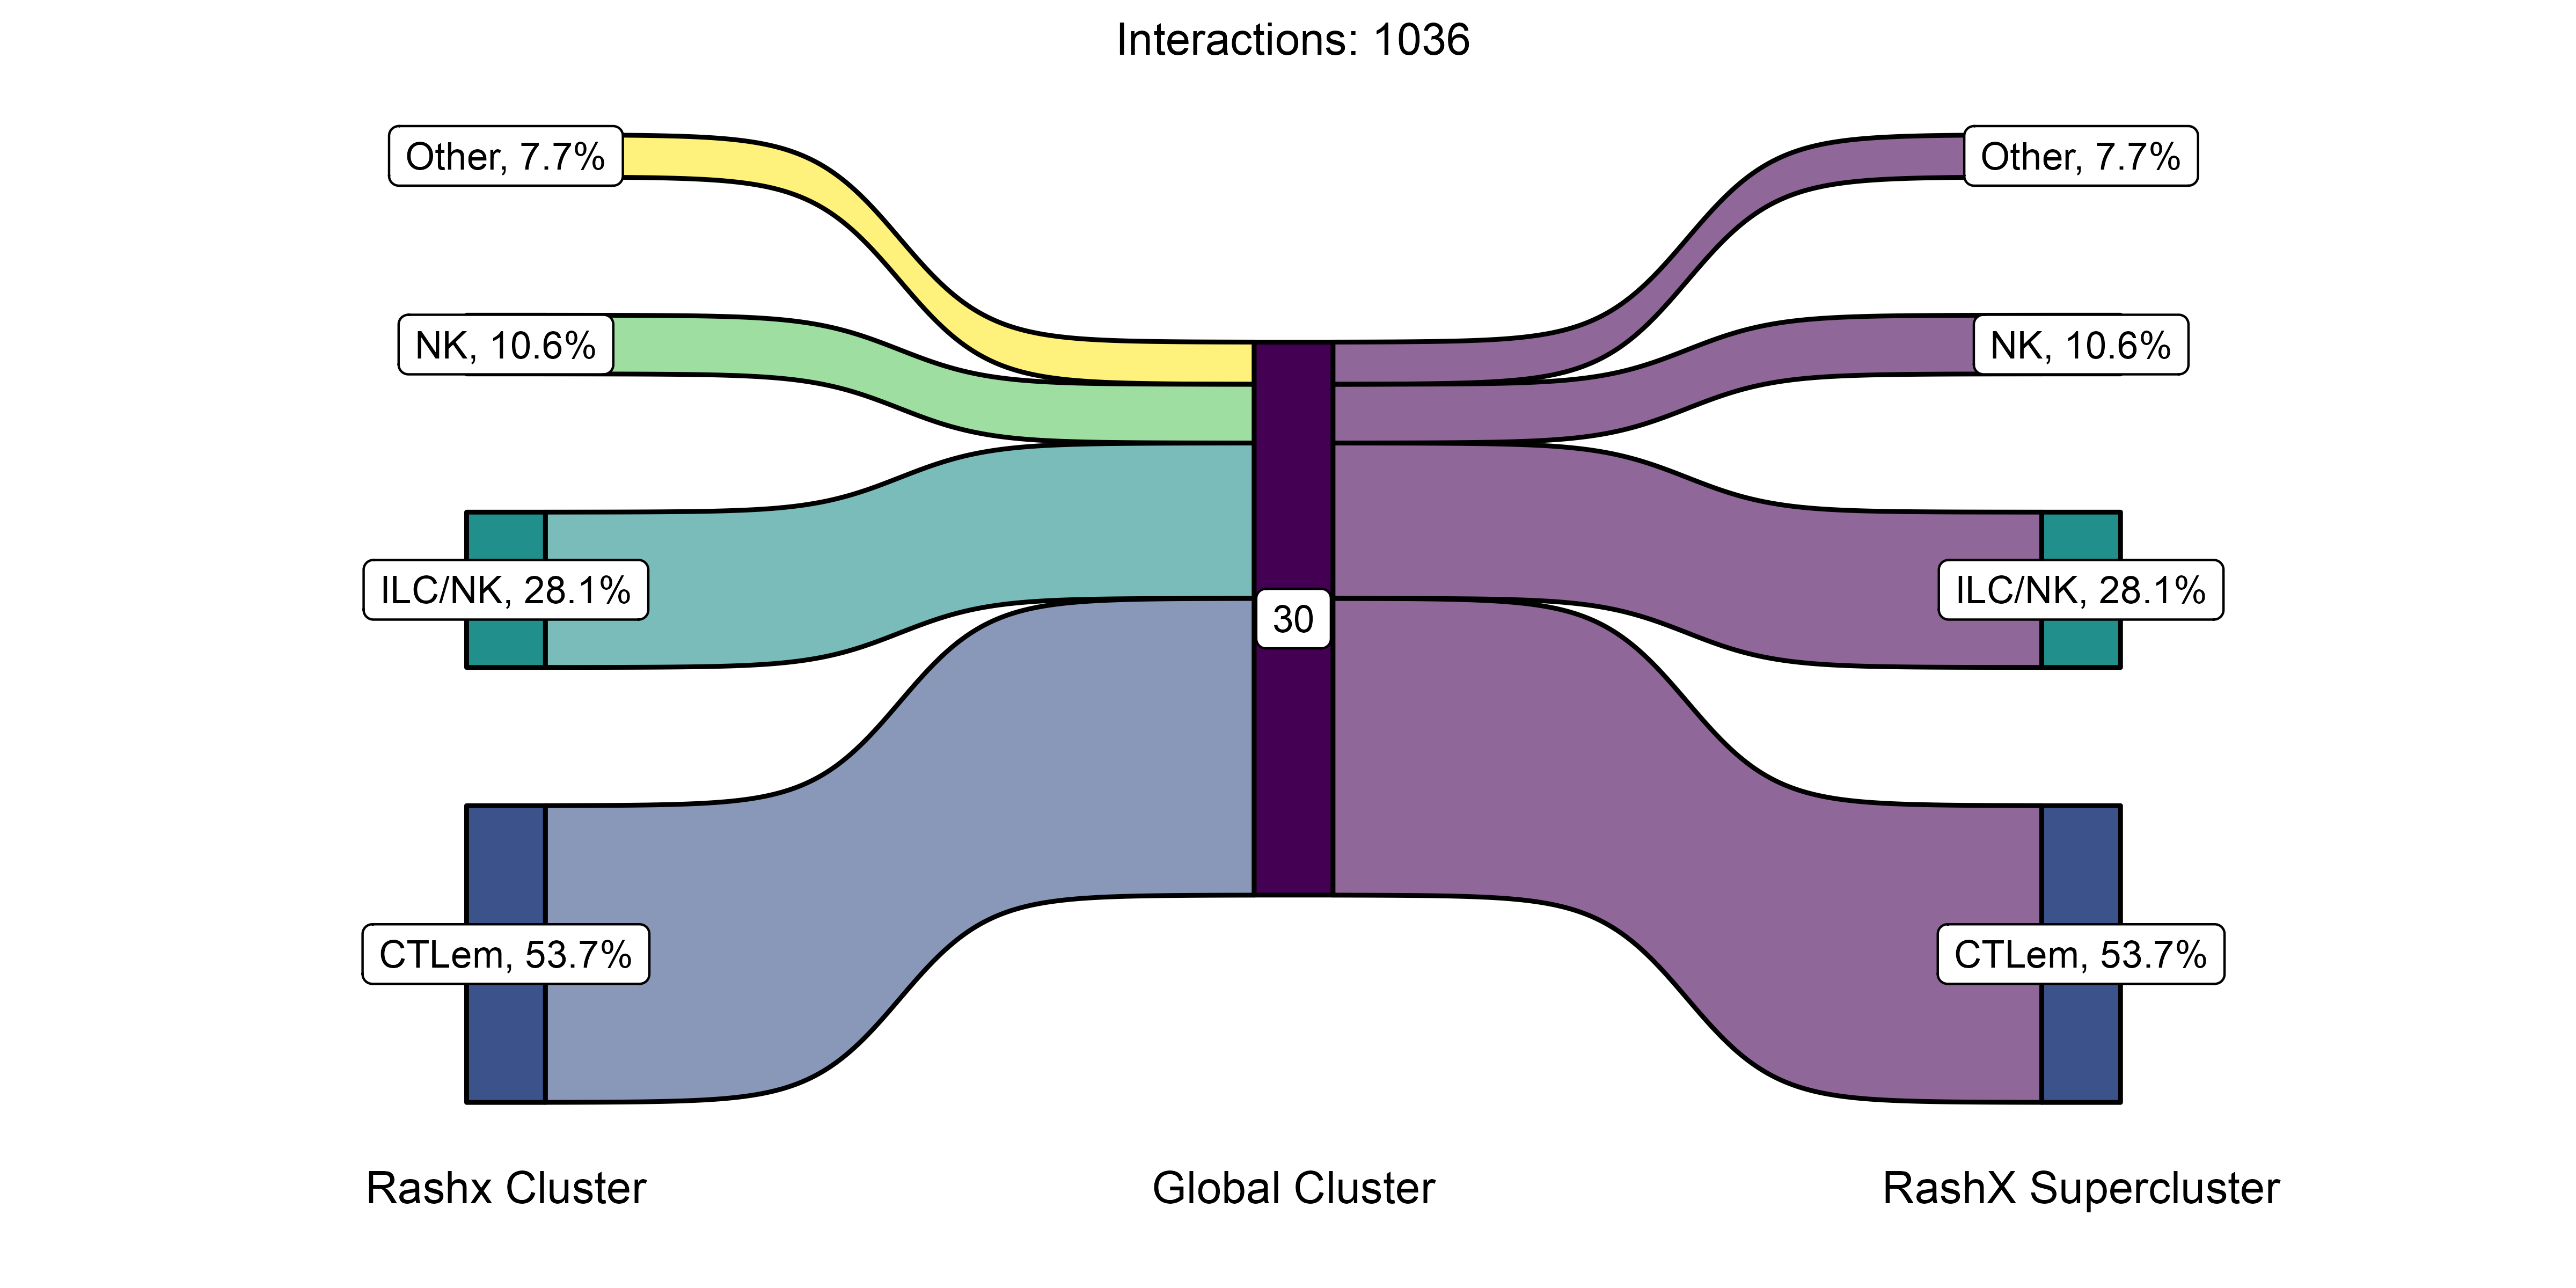 Interactions: 1036
Other, 7.7%
Other, 7.7%
NK, 10.6%
NK, 10.6%
ILC/NK, 28.1%
ILC/NK, 28.1%
30
CTLem, 53.7%
CTLem, 53.7%
Rashx Cluster
Global Cluster
RashX Supercluster